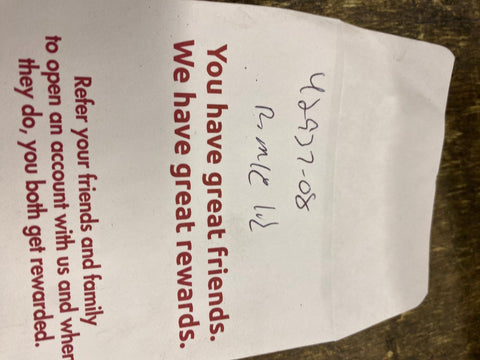 42937-08
You have great friends.
We have great rewards.
Refer your friends and family
to open an account with us and when
they do, you both get rewarded.